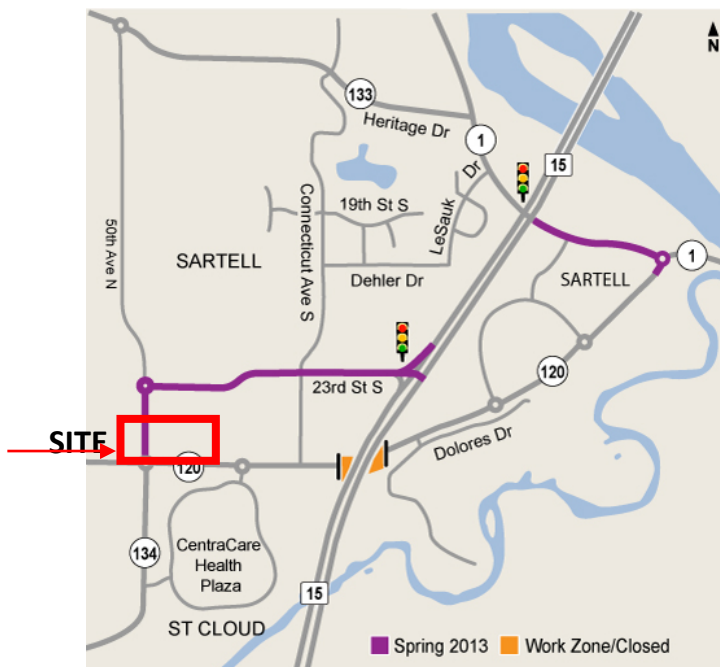 N
133
Heritage Dr
1
15
50th Ave N
Connecticut Ave S
19th St S
LeSauk Dr
SARTELL
Dehler Dr
SARTELL
1
23rd St S
120
SITE
120
Dolores Dr
134
CentraCare
Health
Plaza
15
ST CLOUD
Spring 2013
Work Zone/Closed